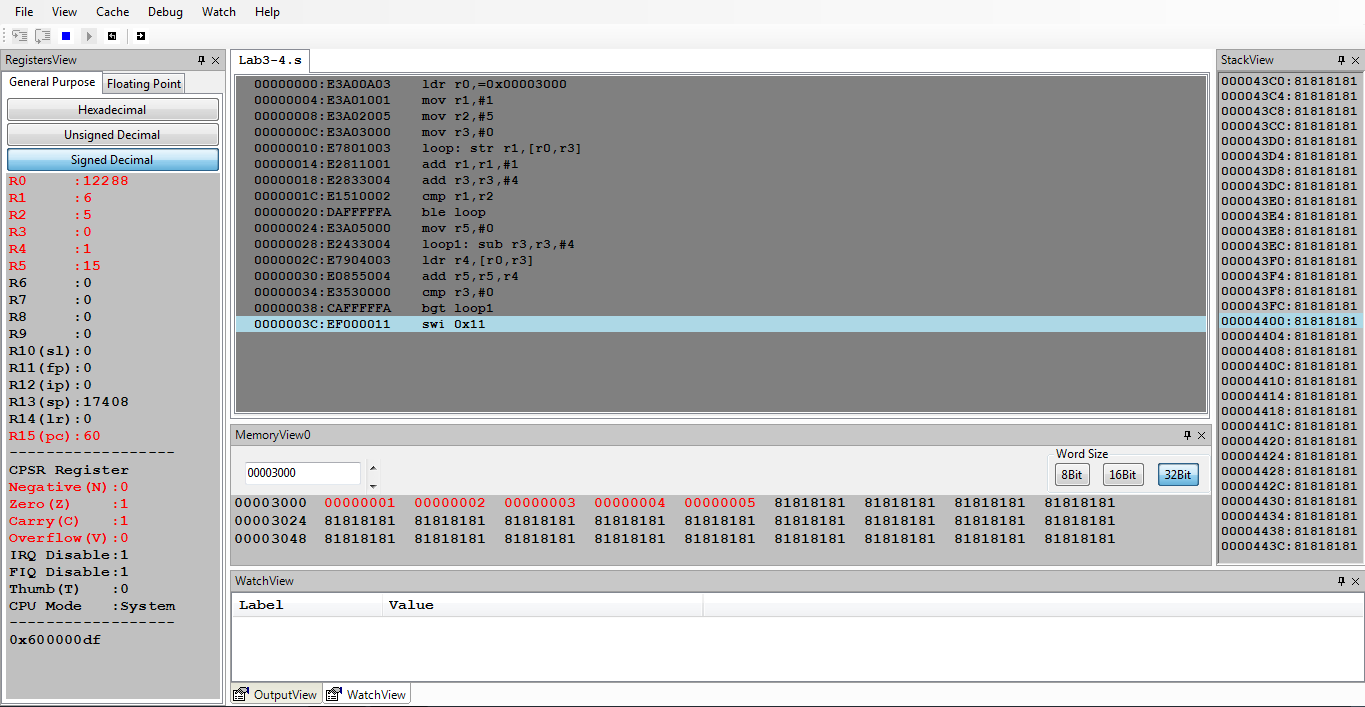 File View Cache Debug Watch Help
RegistersView
General Purpose Floating Point
Hexadecimal
Unsigned Decimal
Signed Decimal
R0 :12288
R1 :6
R2 :5
R3 :0
R4 :1
R5 :15
R6 :0
R7 :0
R8 :0
R9 :0
R10(sl):0
R11(fp):0
R12(ip):0
R13(sp):17408
R14(lr):0
R15(pc):60
------------------
CPSR Register
Negative(N):0
Zero(Z) :1
Carry(C) :1
Overflow(V):0
IRQ Disable:1
FIQ Disable:1
Thumb(T) :0
CPU Mode :System
------------------
0x600000df
Lab3-4.s
00000000:E3A00A03 ldr r0,=0x00003000
00000004:E3A01001 mov r1,#1
00000008:E3A02005 mov r2,#5
0000000C:E3A03000 mov r3,#0
00000010:E7801003 loop: str r1,[r0,r3]
00000014:E2811001 add r1,r1,#1
00000018:E2833004 add r3,r3,#4
0000001C:E1510002 cmp r1,r2
00000020:DAFFFFFA ble loop
00000024:E3A05000 mov r5,#0
00000028:E2433004 loop1: sub r3,r3,#4
0000002C:E7904003 ldr r4,[r0,r3]
00000030:E0855004 add r5,r5,r4
00000034:E3530000 cmp r3,#0
00000038:CAFFFFFA bgt loop1
0000003C:EF000011 swi 0x11
MemoryView0
Word Size
00003000
8Bit 16Bit 32Bit
00003000 00000001 00000002 00000003 00000004 00000005 81818181 81818181 81818181 81818181
00003024 81818181 81818181 81818181 81818181 81818181 81818181 81818181 81818181 81818181
00003048 81818181 81818181 81818181 81818181 81818181 81818181 81818181 81818181 81818181
WatchView
Label Value
OutputView WatchView
StackView
000043C0:81818181
000043C4:81818181
000043C8:81818181
000043CC:81818181
000043D0:81818181
000043D4:81818181
000043D8:81818181
000043DC:81818181
000043E0:81818181
000043E4:81818181
000043E8:81818181
000043EC:81818181
000043F0:81818181
000043F4:81818181
000043F8:81818181
000043FC:81818181
00004400:81818181
00004404:81818181
00004408:81818181
0000440C:81818181
00004410:81818181
00004414:81818181
00004418:81818181
0000441C:81818181
00004420:81818181
00004424:81818181
00004428:81818181
0000442C:81818181
00004430:81818181
00004434:81818181
00004438:81818181
0000443C:81818181